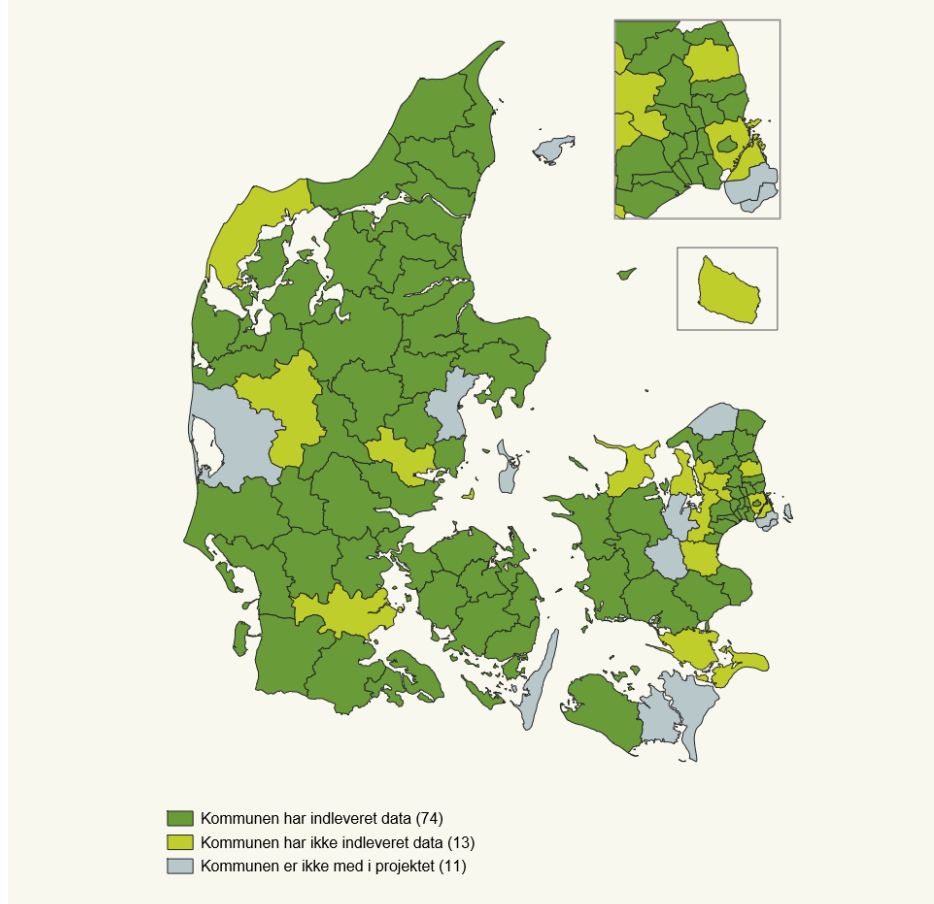 Kommunen har indleveret data (74)
Kommunen har ikke indleveret data (13)
Kommunen er ikke med i projektet (11)